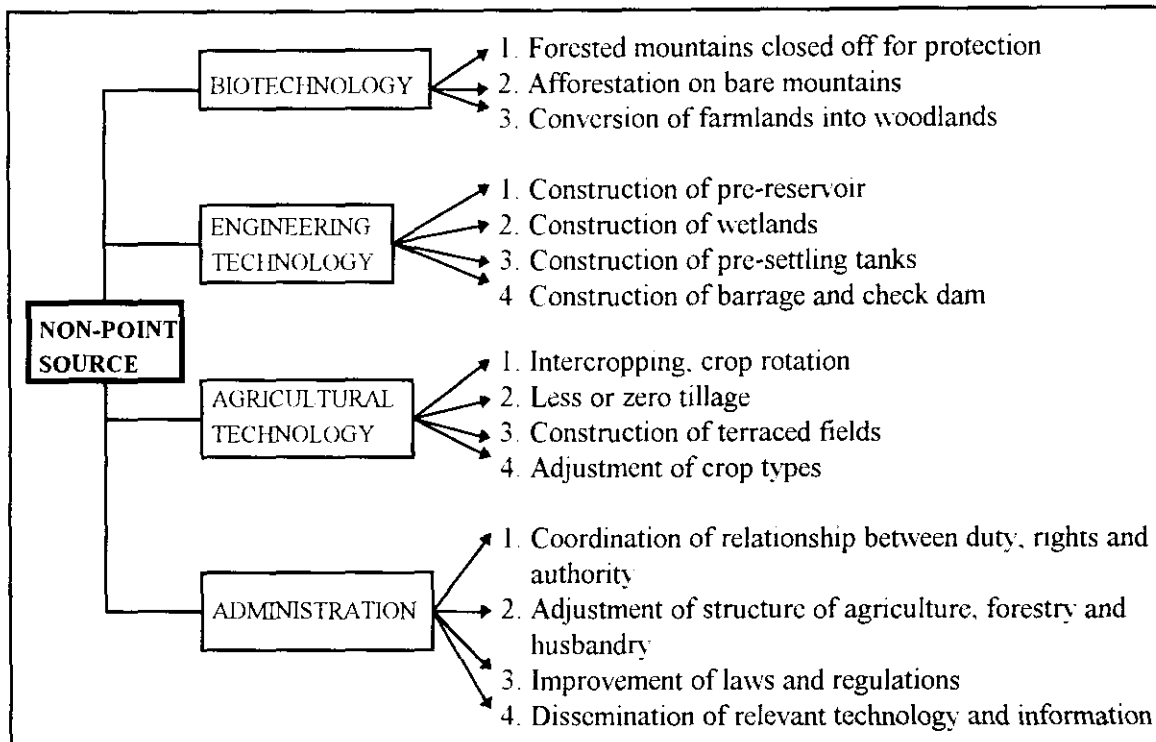 BIOTECHNOLOGY
1. Forested mountains closed off for protection
2. Afforestation on bare mountains
3. Conversion of farmlands into woodlands
ENGINEERING
TECHNOLOGY
1. Construction of pre-reservoir
2. Construction of wetlands
3. Construction of pre-settling tanks
4 Construction of barrage and check dam
NON-POINT
SOURCE
AGRICULTURAL
TECHNOLOGY
1. Intercropping, crop rotation
2. Less or zero tillage
3. Construction of terraced fields
4. Adjustment of crop types
ADMINISTRATION
1. Coordination of relationship between duty, rights and
authority
2. Adjustment of structure of agriculture, forestry and
husbandry
3. Improvement of laws and regulations
4. Dissemination of relevant technology and information